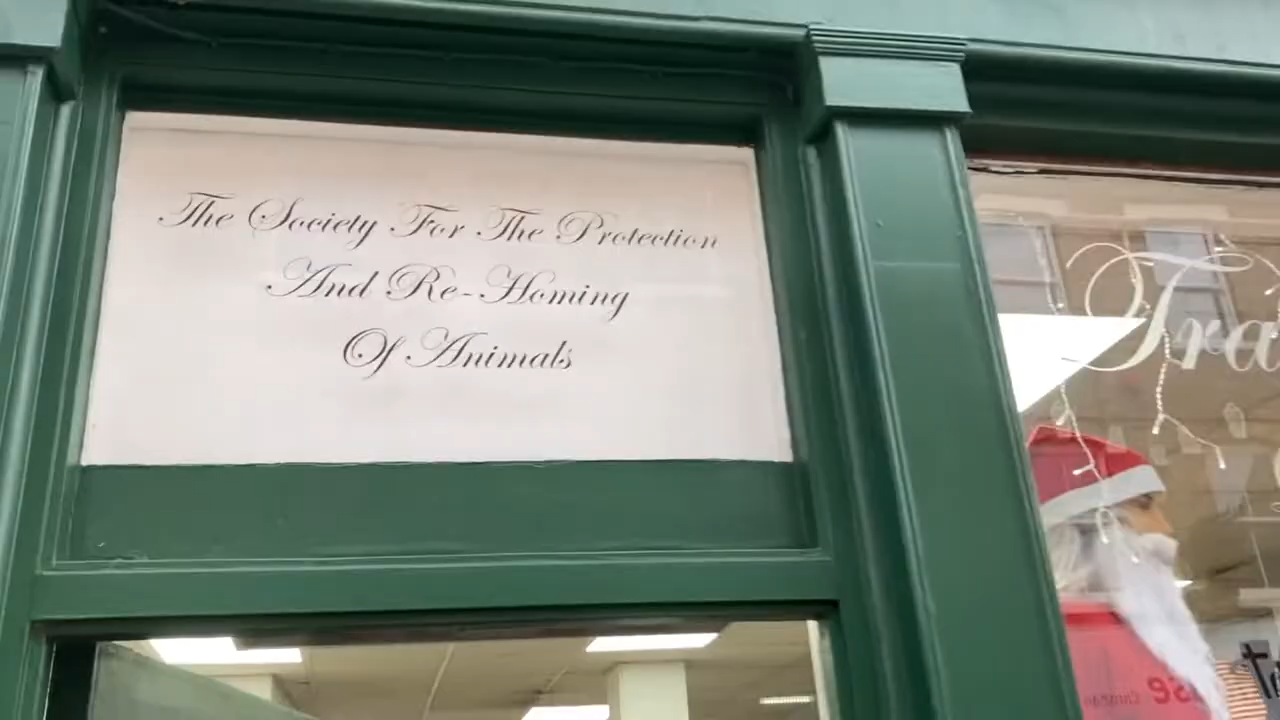 The Society For The Protection
And Re-Homing
Of Animals